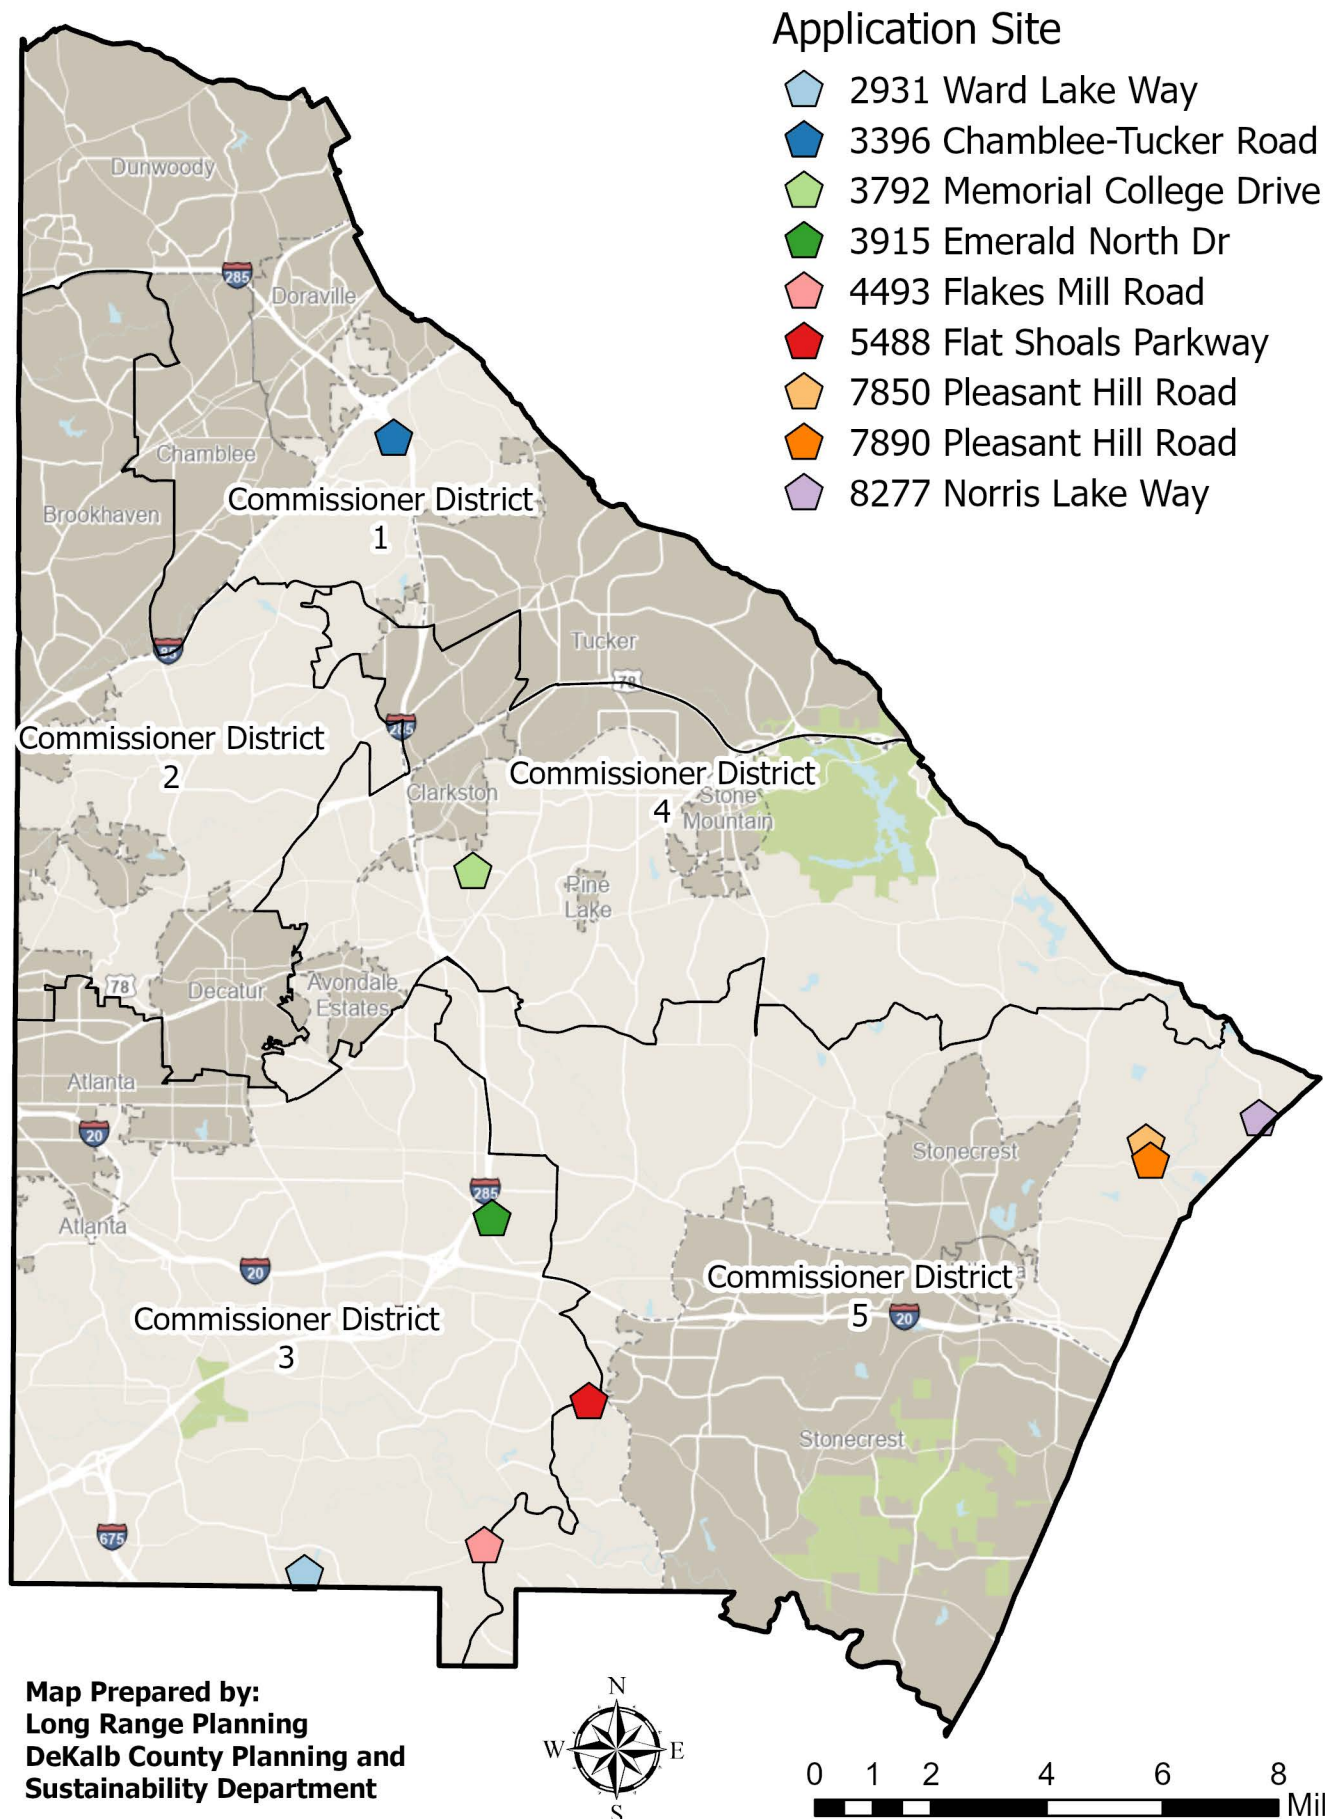 Application Site
2931 Ward Lake Way
3396 Chamblee-Tucker Road
3792 Memorial College Drive
3915 Emerald North Dr
4493 Flakes Mill Road
5488 Flat Shoals Parkway
7850 Pleasant Hill Road
7890 Pleasant Hill Road
8277 Norris Lake Way
Dunwoody
285
Doraville
Chamblee
Commissioner District
1
Brookhaven
85
Tucker
78
285
Commissioner District
2
Commissioner District
4
Clarkston
Stone
Mountain
Pine
Lake
78
Decatur
Avondale
Estates
Atlanta
20
Stonecrest
285
Atlanta
20
Commissioner District
5
20
Commissioner District
3
Stonecrest
675
Map Prepared by:
Long Range Planning
DeKalb County Planning and
Sustainability Department
N
W E
S
0 1 2 4 6 8
Mil